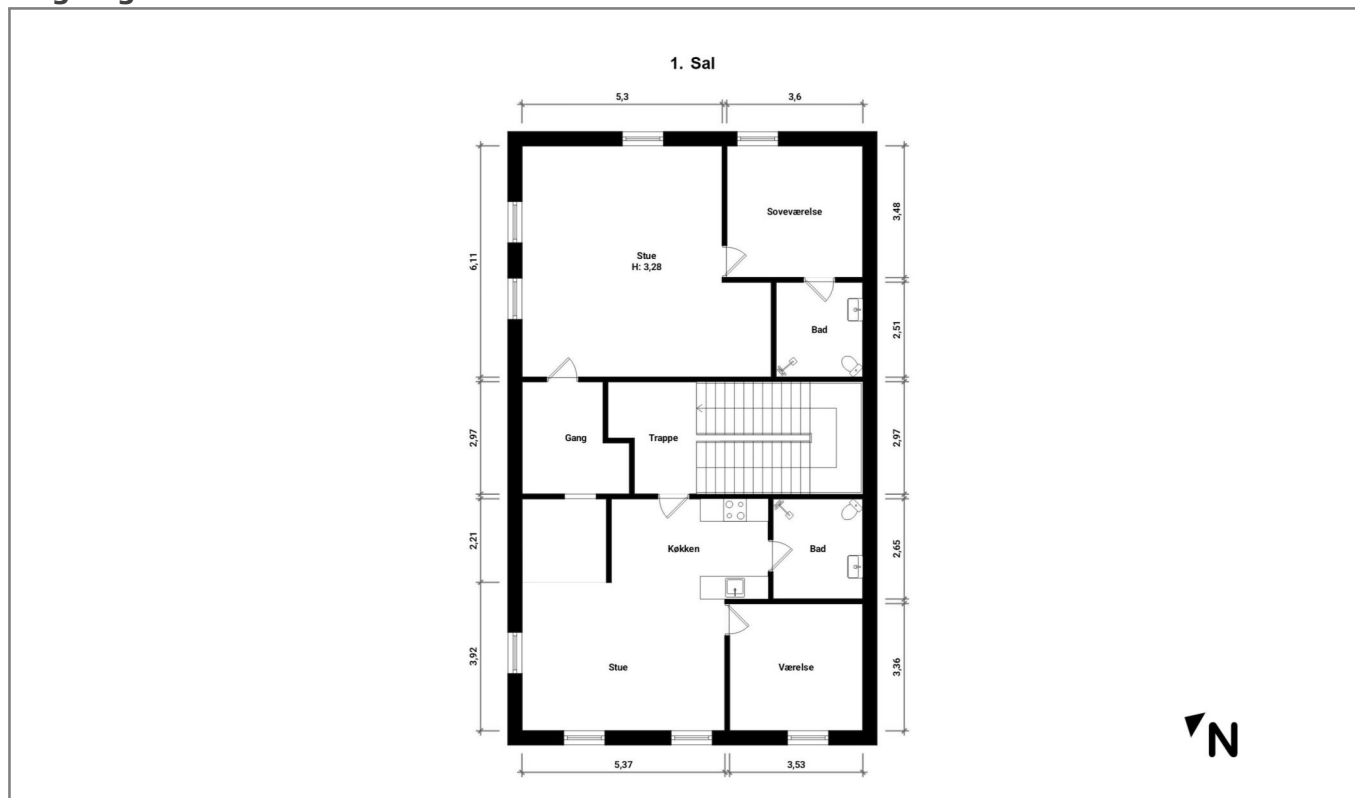 1. Sal
5,3
3,6
Soveværelse
3,48
Stue
H: 3,28
6,11
Bad
2,51
Gang
Trappe
2,97
2,97
2,21
Køkken
Bad
2,65
3,92
Stue
Værelse
3,36
5,37
3,53
N